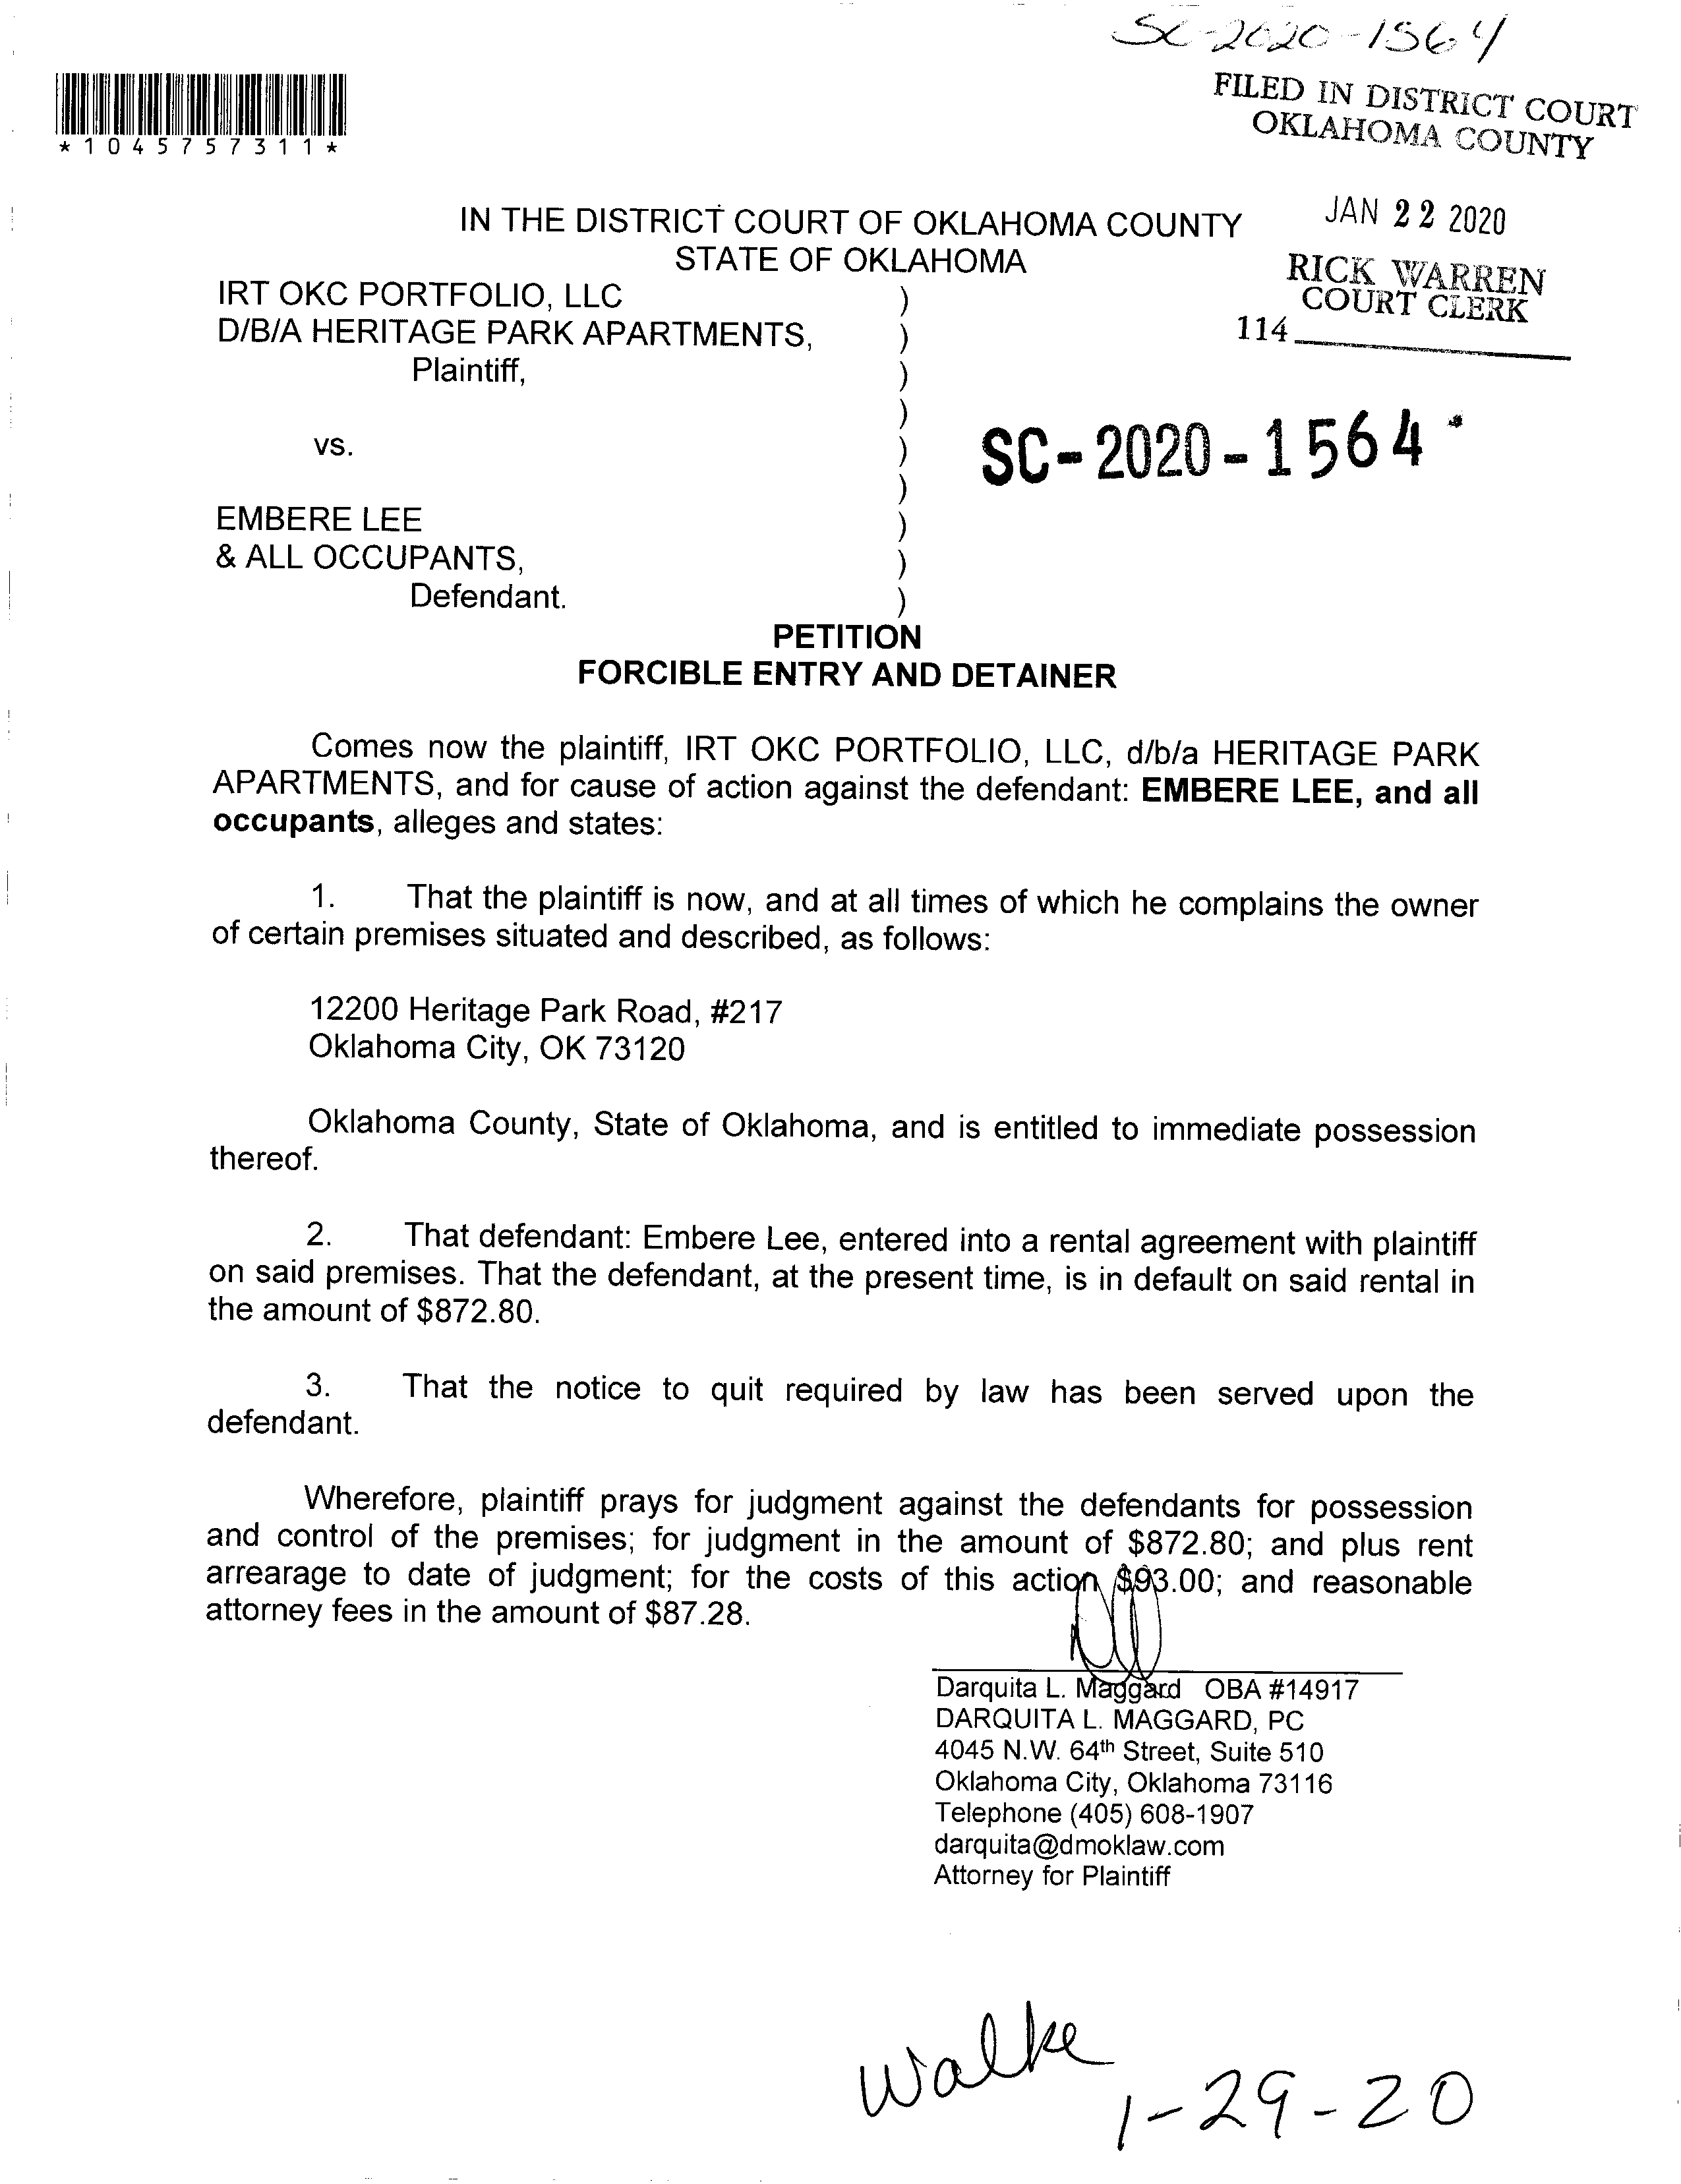 SC-2020-1564
*1045757311*
FILED IN DISTRICT COURT
OKLAHOMA COUNTY
JAN 22 2020
RICK WARREN
COURT CLERK
114
IN THE DISTRICT COURT OF OKLAHOMA COUNTY
STATE OF OKLAHOMA
IRT OKC PORTFOLIO, LLC )
D/B/A HERITAGE PARK APARTMENTS, )
Plaintiff, )
)
vs. )
)
EMBERE LEE )
& ALL OCCUPANTS, )
Defendant. )
SC-2020-1564
PETITION
FORCIBLE ENTRY AND DETAINER
Comes now the plaintiff, IRT OKC PORTFOLIO, LLC, d/b/a HERITAGE PARK
APARTMENTS, and for cause of action against the defendant: EMBERE LEE, and all
occupants, alleges and states:
1. That the plaintiff is now, and at all times of which he complains the owner
of certain premises situated and described, as follows:
12200 Heritage Park Road, #217
Oklahoma City, OK 73120
Oklahoma County, State of Oklahoma, and is entitled to immediate possession
thereof.
2. That defendant: Embere Lee, entered into a rental agreement with plaintiff
on said premises. That the defendant, at the present time, is in default on said rental in
the amount of $872.80.
3. That the notice to quit required by law has been served upon the
defendant.
Wherefore, plaintiff prays for judgment against the defendants for possession
and control of the premises; for judgment in the amount of $872.80; and plus rent
arrearage to date of judgment; for the costs of this action $93.00; and reasonable
attorney fees in the amount of $87.28.
Darquita L. Maggard OBA #14917
DARQUITA L. MAGGARD, PC
4045 N.W. 64th Street, Suite 510
Oklahoma City, Oklahoma 73116
Telephone (405) 608-1907
darquita@dmoklaw.com
Attorney for Plaintiff
Walke
1-29-20